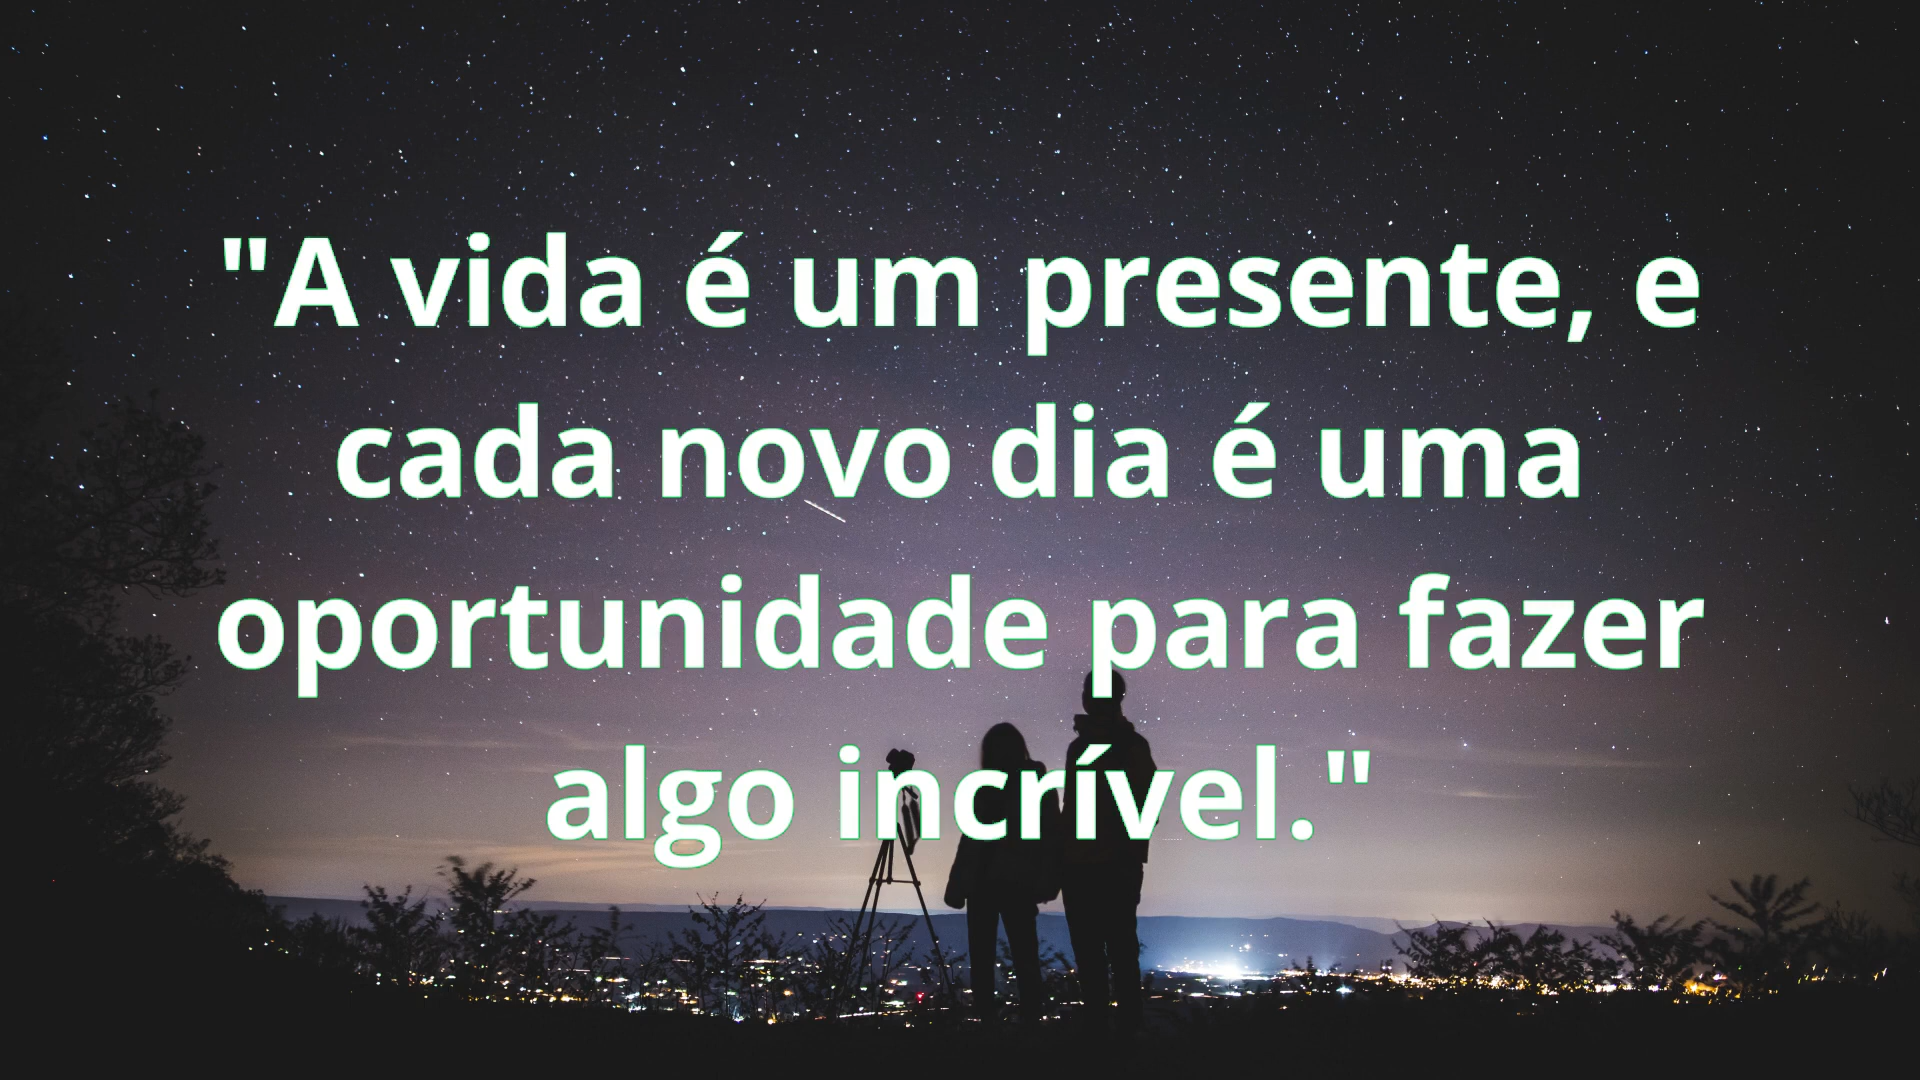 "A vida é um presente, e
cada novo dia é uma
oportunidade para fazer
algo incrível."